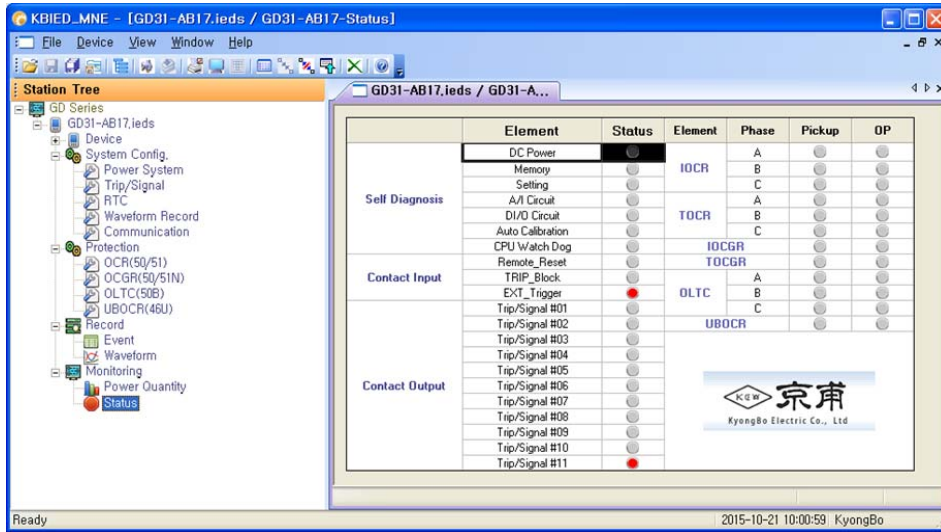 KBIED_MNE - [GD31-AB17.ieds / GD31-AB17-Status]
File Device View Window Help
Station Tree
GD31-AB17.ieds / GD31-A...
GD Series
GD31-AB17.ieds
Device
System Config.
Power System
Trip/Signal
RTC
Waveform Record
Communication
Protection
OCR(50/51)
OCGR(50/51N)
OLTC(50B)
UBOCR(46U)
Record
Event
Waveform
Monitoring
Power Quantity
Status
Element Status Element Phase Pickup OP
Self Diagnosis
DC Power
Memory
Setting
A/I Circuit
DI/O Circuit
Auto Calibration
CPU Watch Dog
Contact Input
Remote_Reset
TRIP_Block
EXT_Trigger
Contact Output
Trip/Signal #01
Trip/Signal #02
Trip/Signal #03
Trip/Signal #04
Trip/Signal #05
Trip/Signal #06
Trip/Signal #07
Trip/Signal #08
Trip/Signal #09
Trip/Signal #10
Trip/Signal #11
IOCR
A
B
C
TOCR
A
B
C
IOCGR
TOCGR
OLTC
A
B
C
UBOCR
KEW 京甫
KyongBo Electric Co., Ltd
Ready
2015-10-21 10:00:59 KyongBo